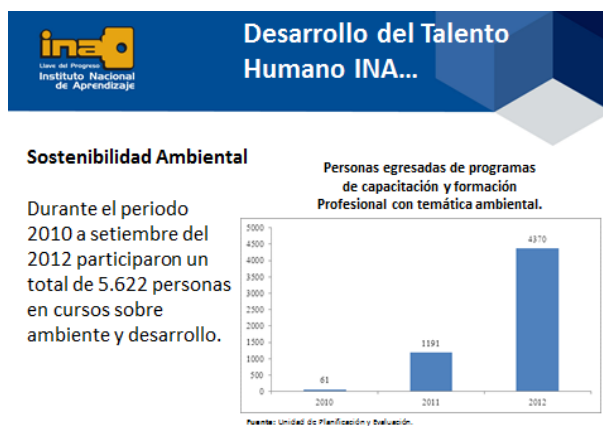 ina
Llave del Progreso
Instituto Nacional
de Aprendizaje
Desarrollo del Talento
Humano INA...
Sostenibilidad Ambiental
Durante el periodo
2010 a setiembre del
2012 participaron un
total de 5.622 personas
en cursos sobre
ambiente y desarrollo.
Personas egresadas de programas
de capacitación y formación
Profesional con temática ambiental.
5000
4500
4000
3500
3000
2500
2000
1500
1000
500
0
61
1191
4370
2010
2011
2012
Fuente: Unidad de Planificación y Evaluación.